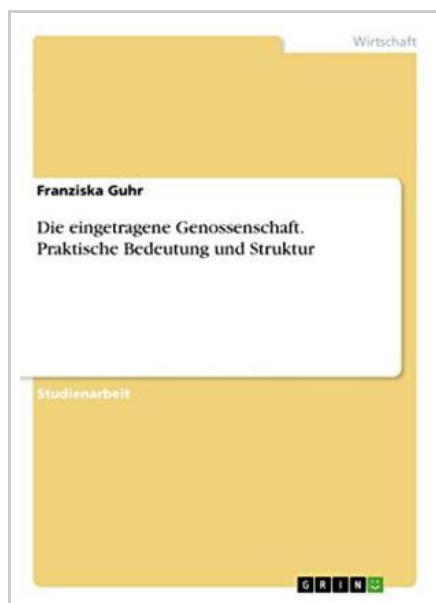 Wirtschaft
Franziska Guhr
Die eingetragene Genossenschaft.
Praktische Bedeutung und Struktur
Studienarbeit
GRIN